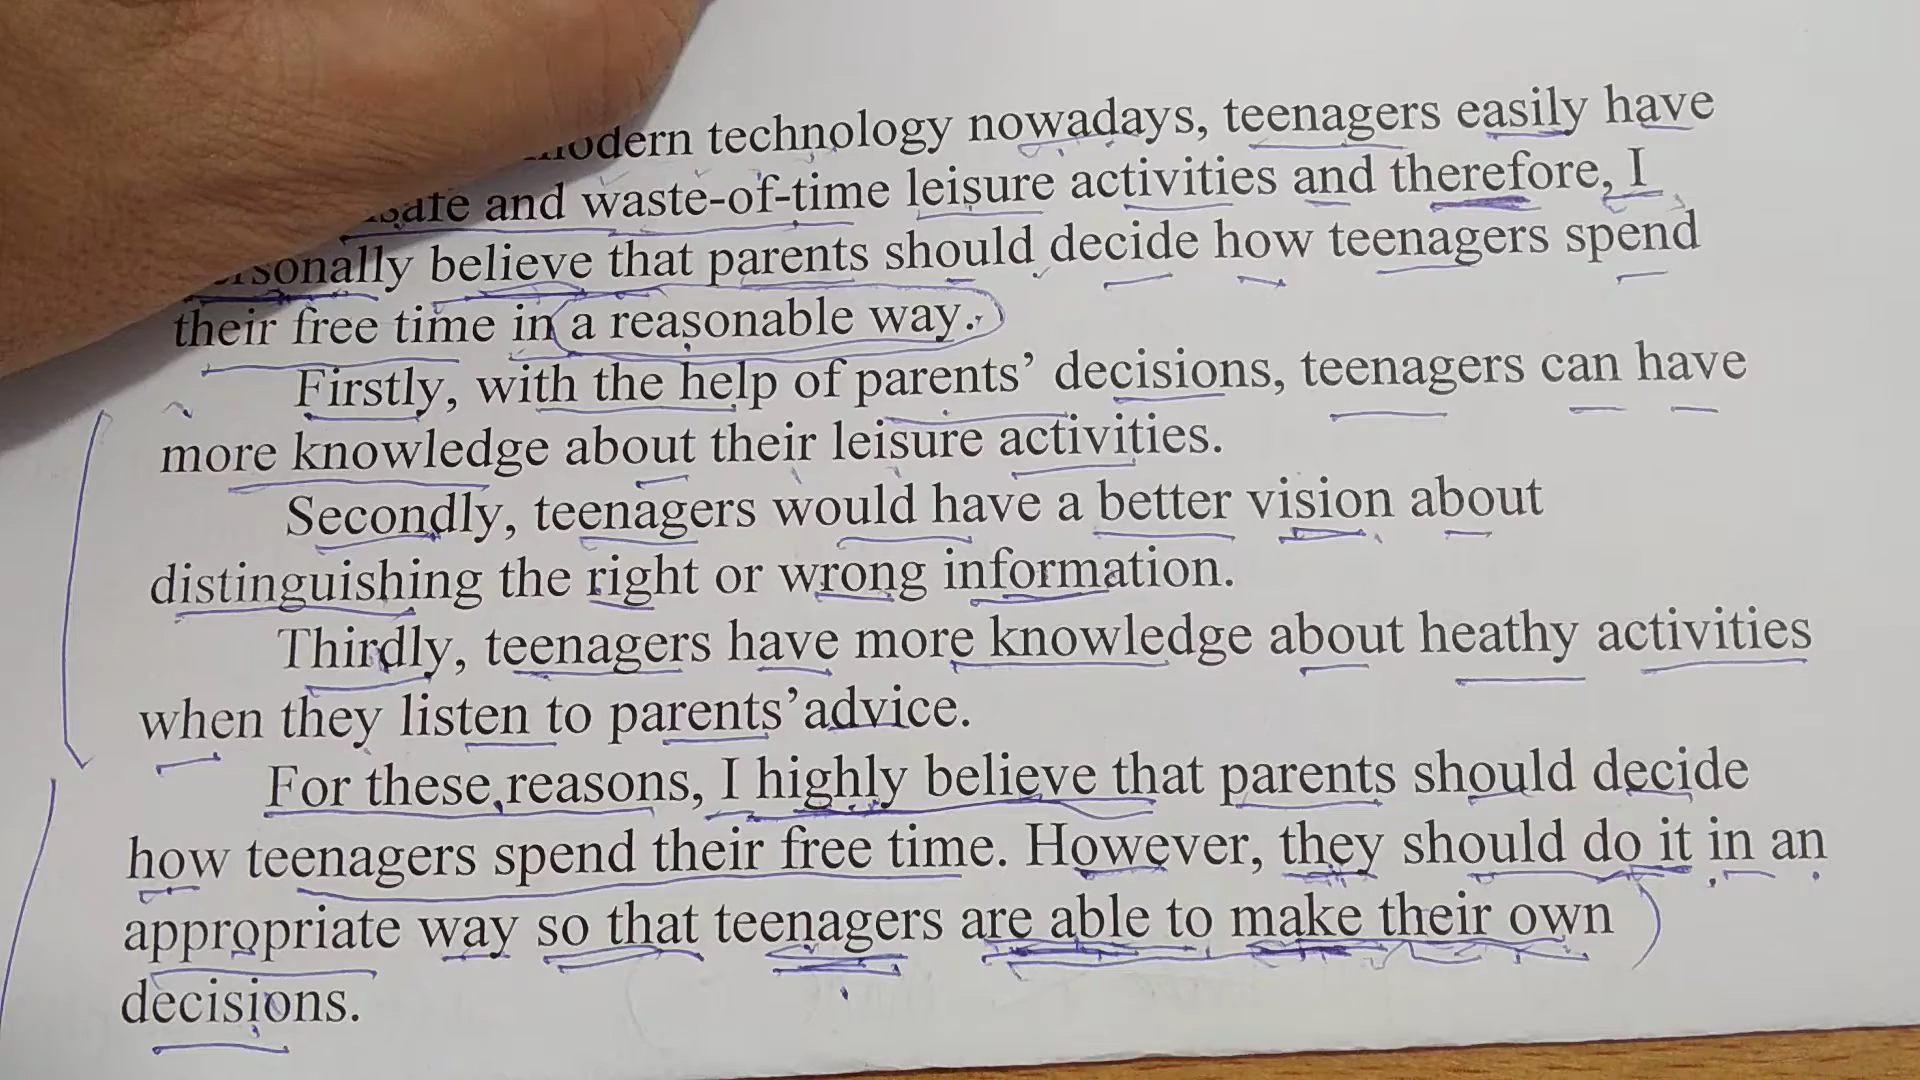 technology nowadays, teenagers easily have
and waste-of-time leisure activities and therefore, I
believe that parents should decide how teenagers spend
their free time in a reasonable way.
Firstly, with the help of parents’ decisions, teenagers can have
more knowledge about their leisure activities.
Secondly, teenagers would have a better vision about
distinguishing the right or wrong information.
Thirdly, teenagers have more knowledge about heathy activities
when they listen to parents’advice.
For these reasons, I highly believe that parents should decide
how teenagers spend their free time. However, they should do it in an
appropriate way so that teenagers are able to make their own
decisions.